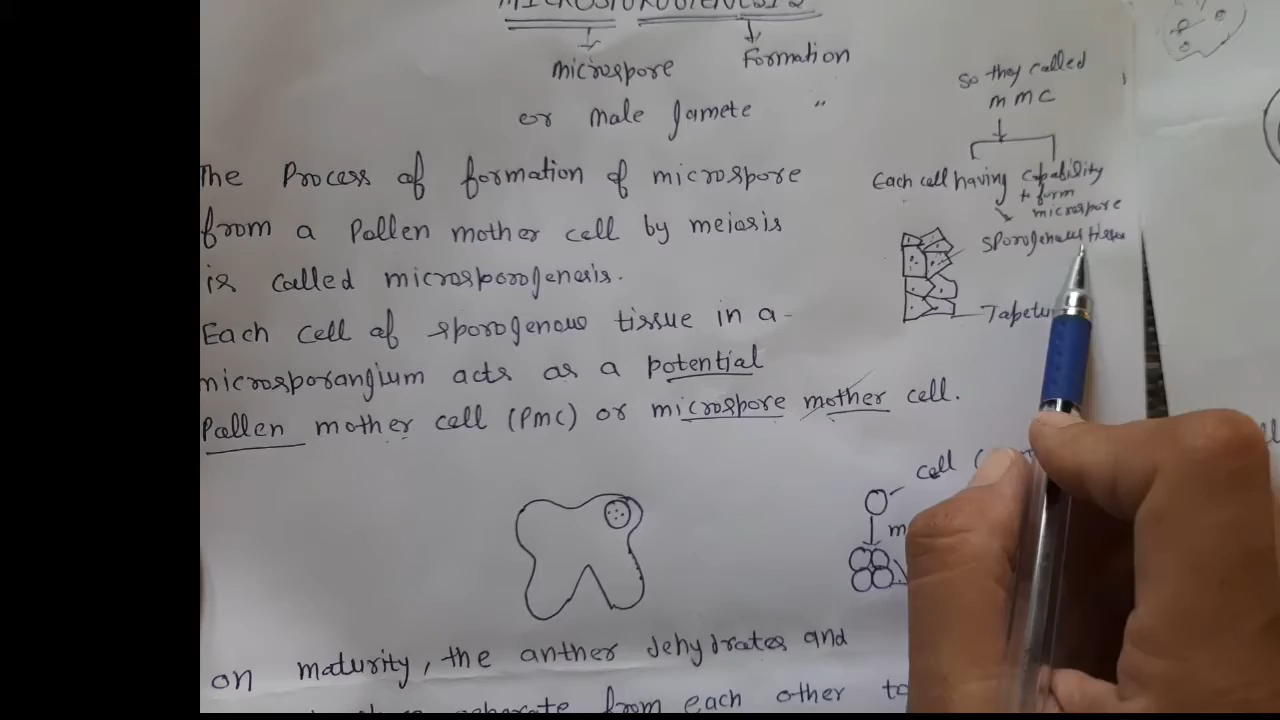 MICROSPOROGENESIS
microspore Formation
or male gamete "
The Process of formation of microspore
from a Pollen mother cell by meiosis
is called microsporogenesis.
Each cell of sporogenous tissue in a
microsporangium acts as a potential
Pollen mother cell (PMC) or microspore mother cell.
so they called
mmc
Each cell having capability
to form
microspore
sporogenous tissue
Tapetu
cell (
m
on maturity, the anther dehydrates and
from each other to